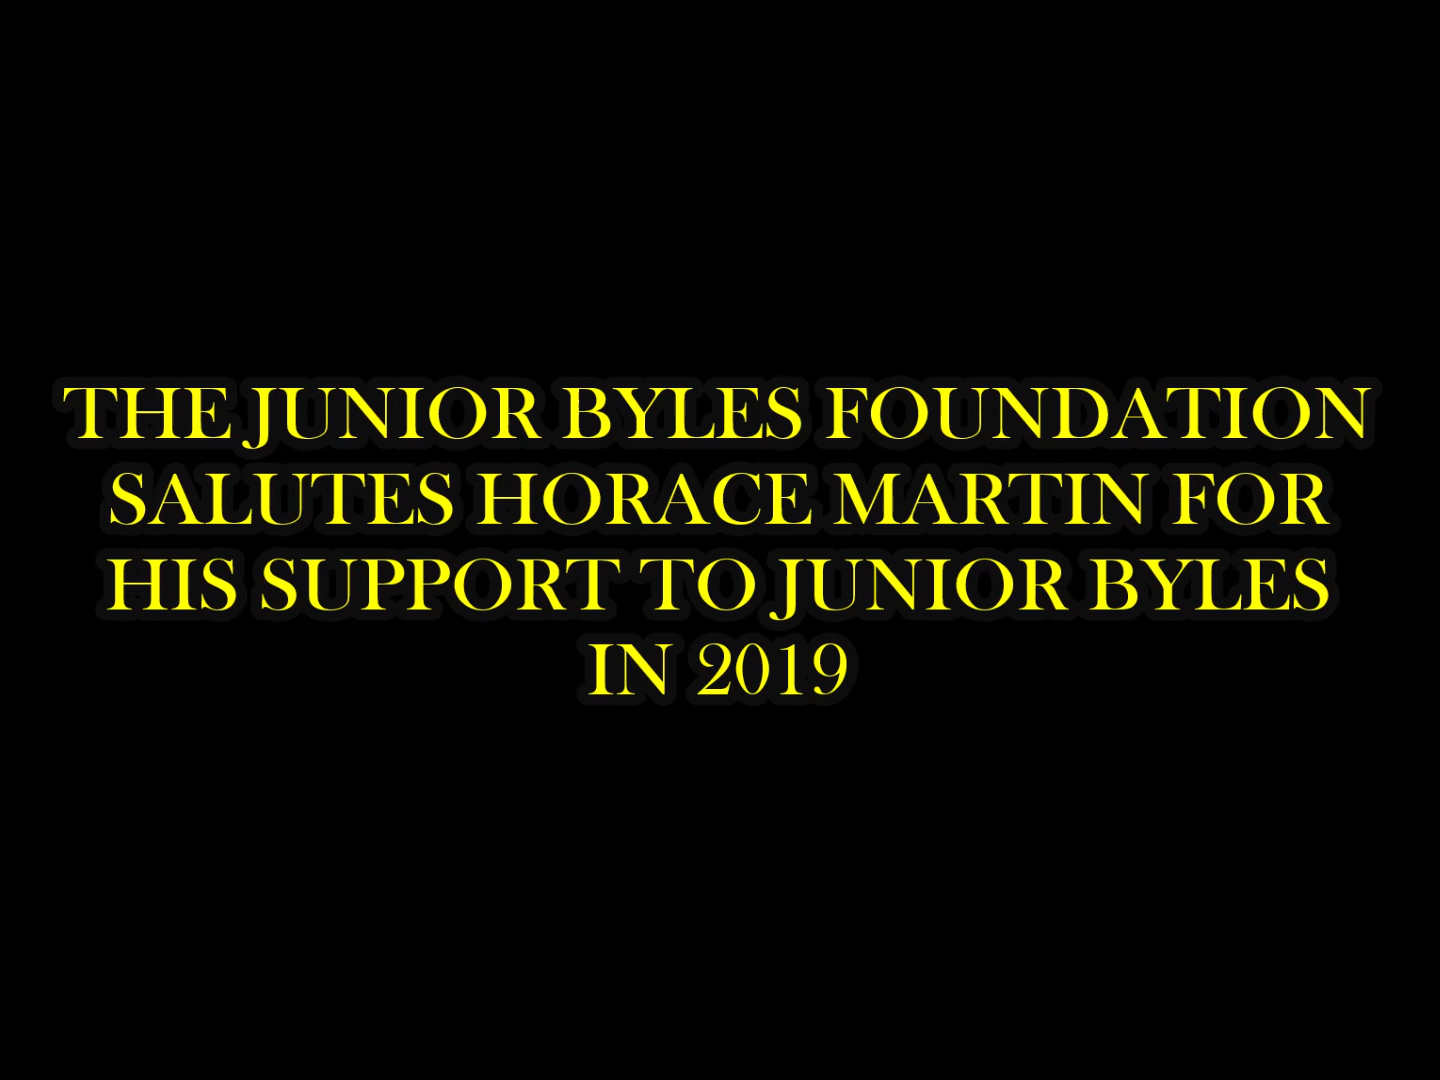 THE JUNIOR BYLES FOUNDATION
SALUTES HORACE MARTIN FOR
HIS SUPPORT TO JUNIOR BYLES
IN 2019